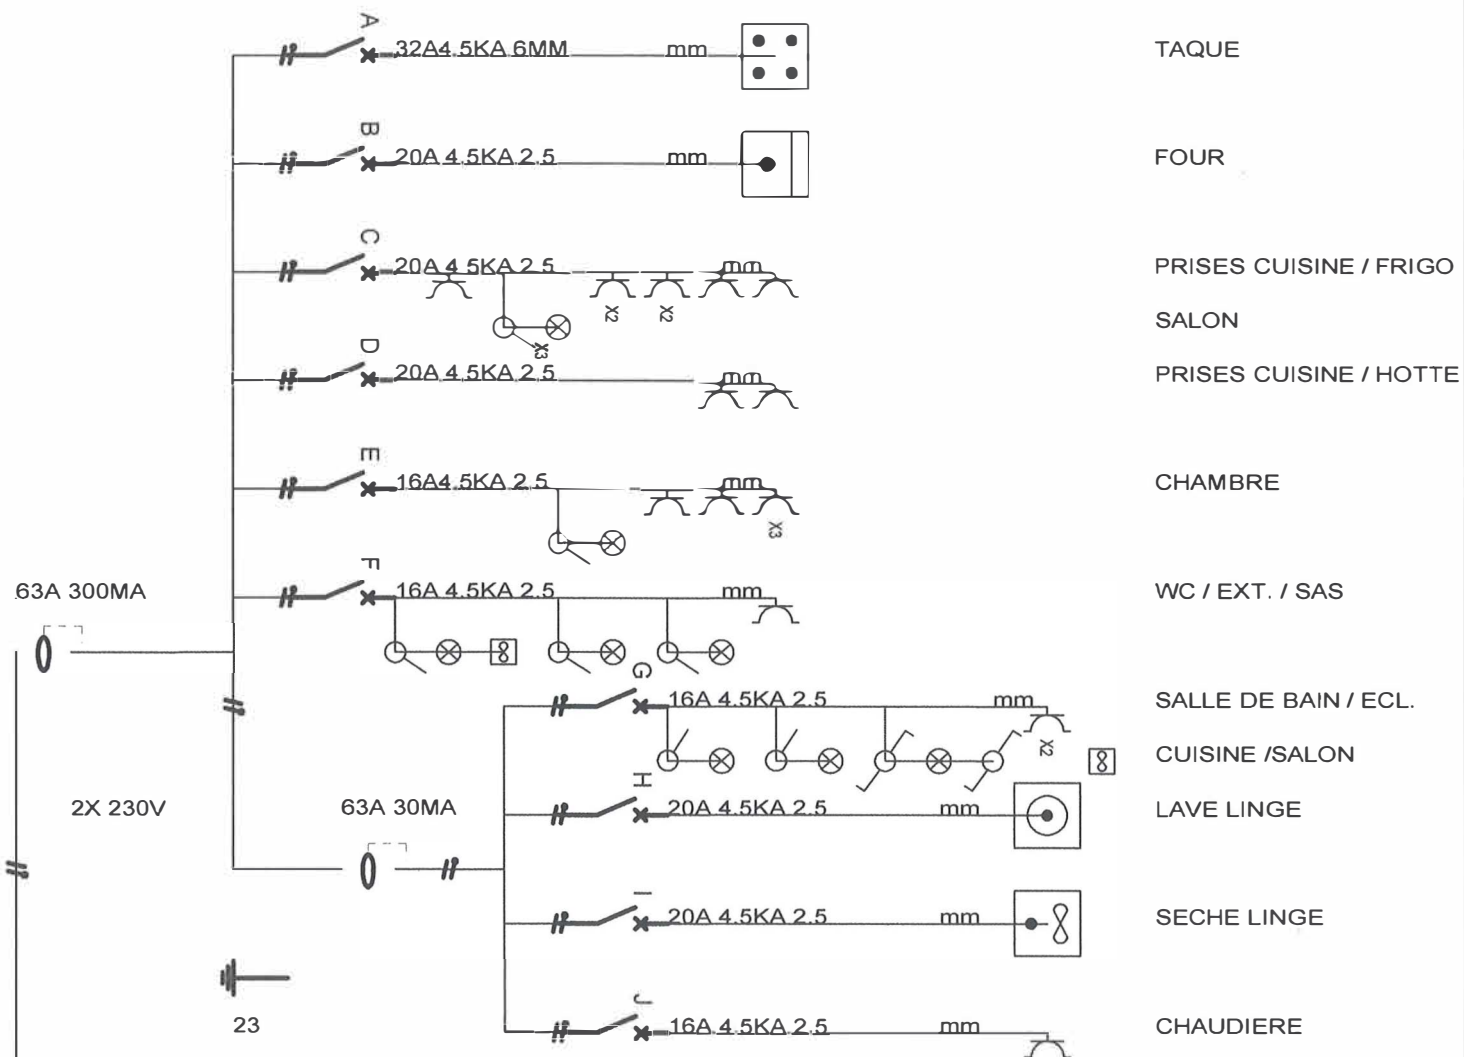 A
32A4.5KA 6MM mm TAQUE
B
20A 4.5KA 2.5 mm FOUR
C
20A 4.5KA 2.5 mm PRISES CUISINE / FRIGO
X2 X2
SALON
X3
D
20A 4.5KA 2.5 mm PRISES CUISINE / HOTTE
E
16A4.5KA 2.5 mm CHAMBRE
X3
F
63A 300MA
16A 4.5KA 2.5 mm WC / EXT. / SAS
G
16A 4.5KA 2.5 mm SALLE DE BAIN / ECL.
X2
CUISINE /SALON
H
2X 230V 63A 30MA 20A 4.5KA 2.5 mm LAVE LINGE
I
20A 4.5KA 2.5 mm SECHE LINGE
J
23
16A 4.5KA 2.5 mm CHAUDIERE